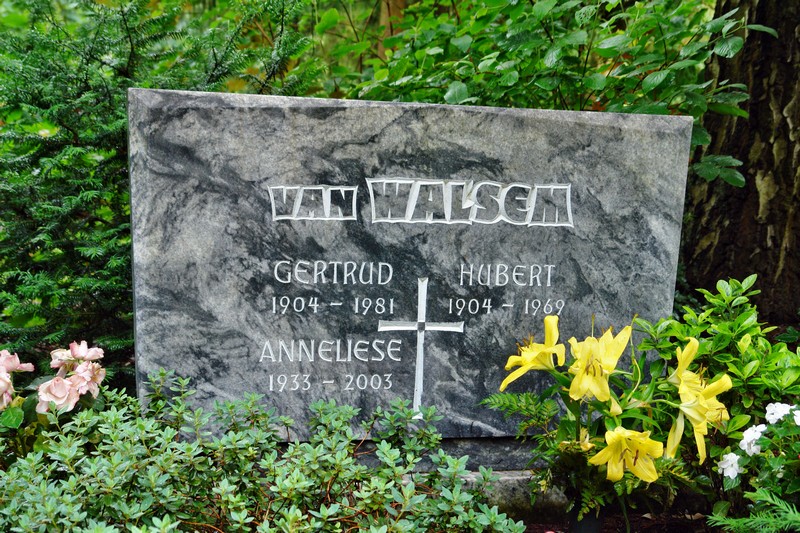 VAN WALSEM
GERTRUD HUBERT
1904 - 1981 1904 - 1969
ANNELIESE
1933 - 2003